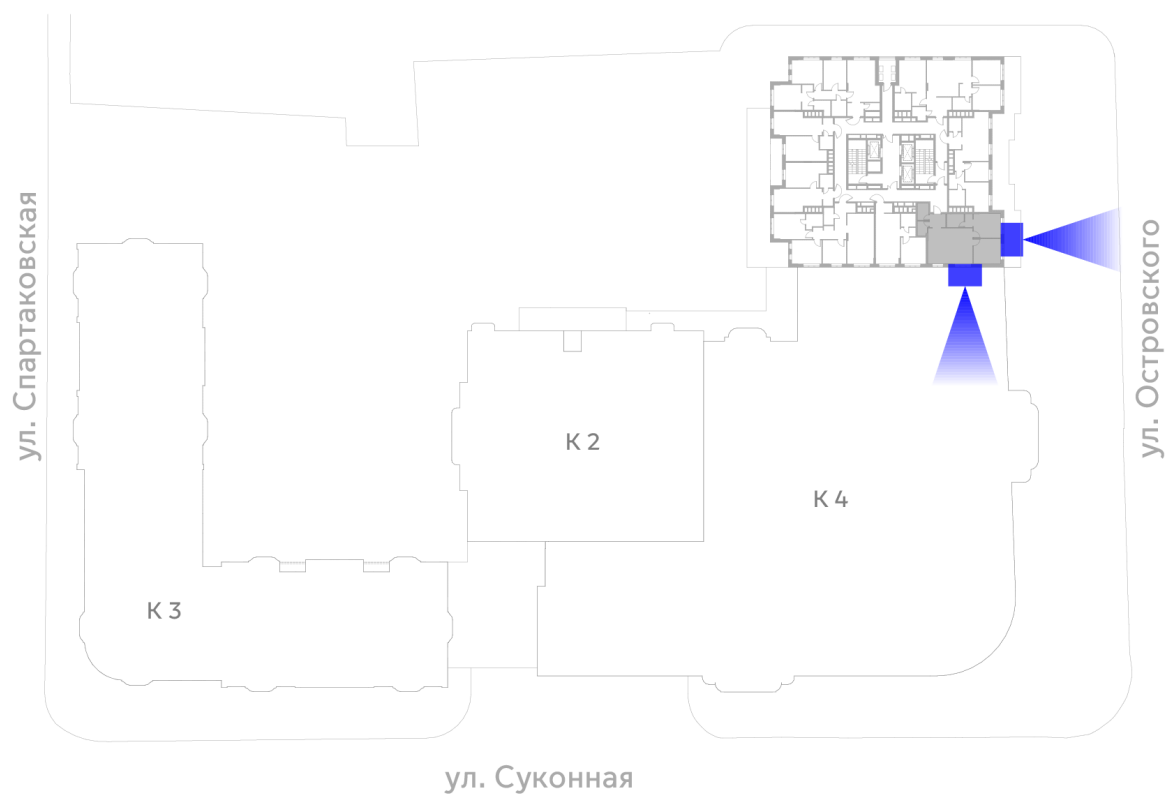 ул. Спартаковская
ул. Островского
К 2
К 4
К 3
ул. Суконная